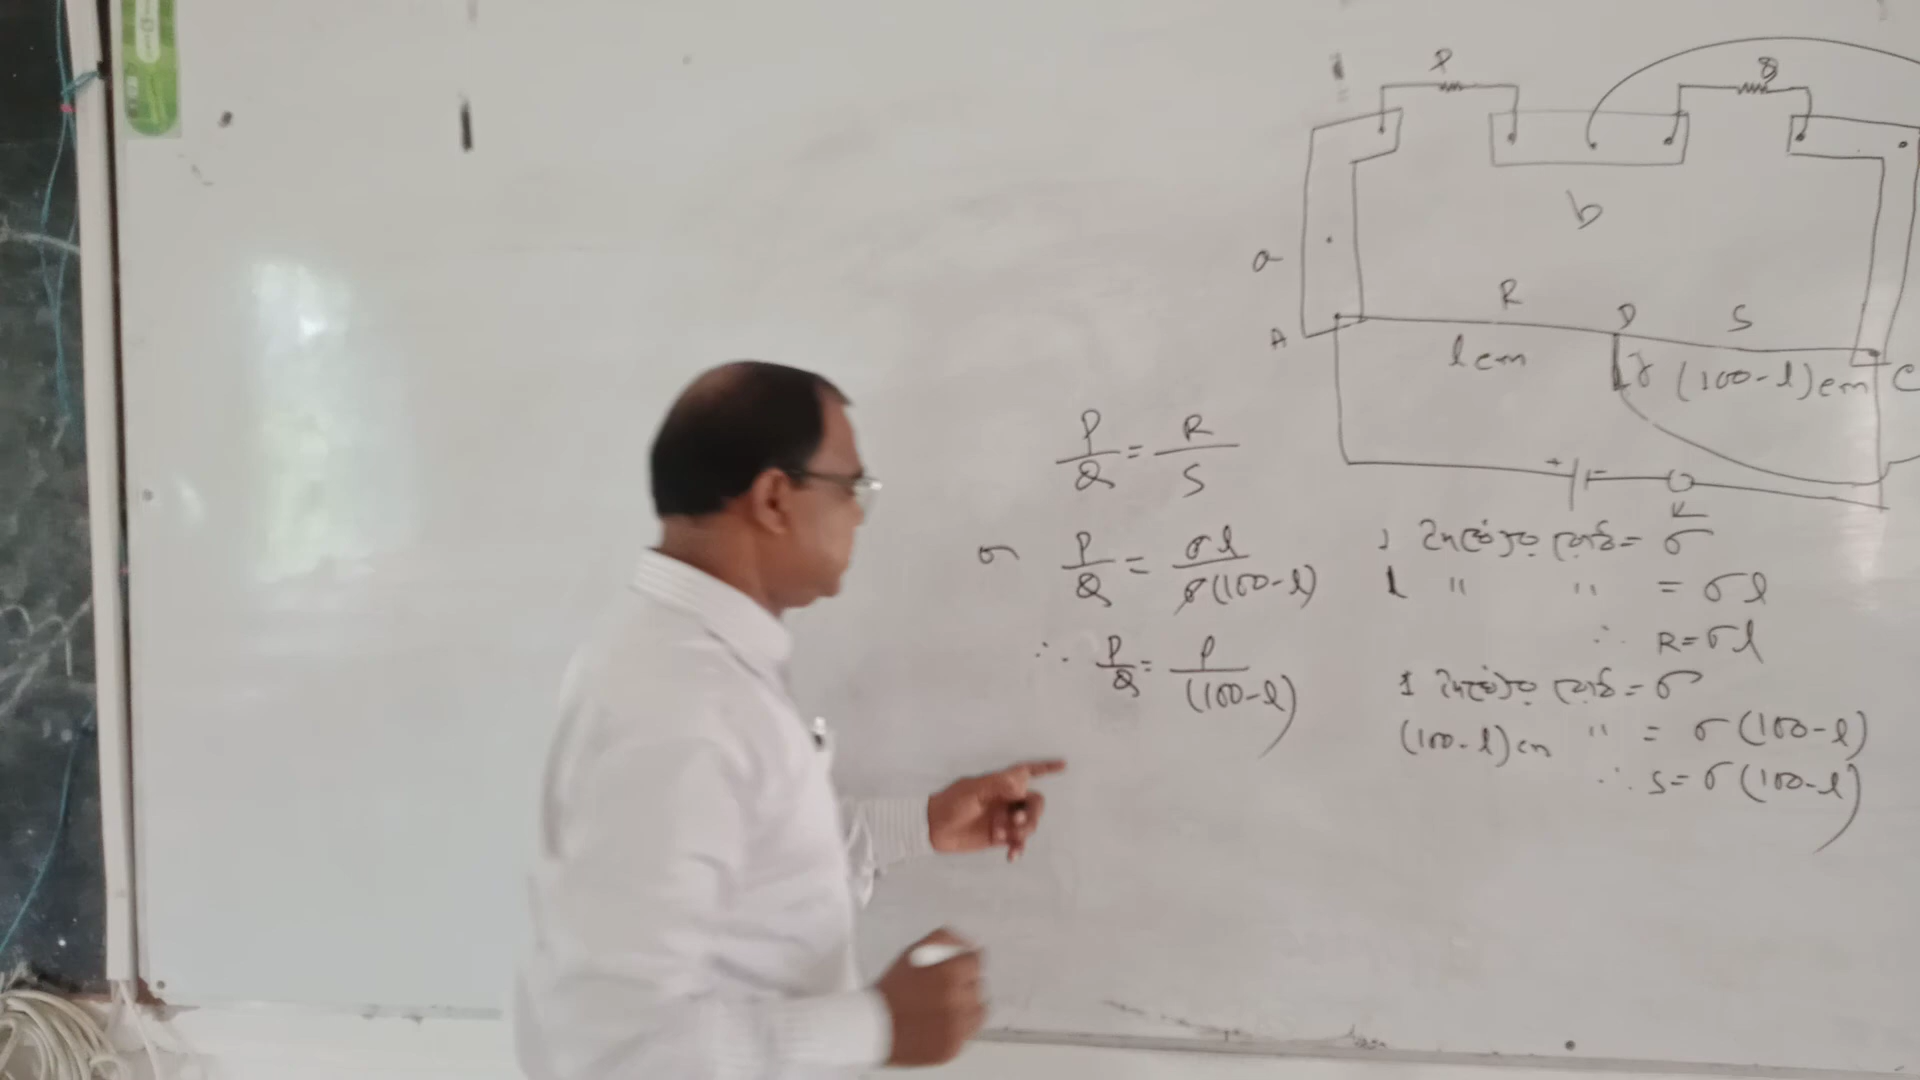 P Q
b
a
R D S
A l cm J (100-l) cm C
+ -
K
P/Q = R/S
σ P/Q = σl/σ(100-l)
∴ P/Q = l/(100-l)
1 = σ
l " " = σl
∴ R=σl
1 = σ
(100-l) cm " = σ(100-l)
∴ S=σ(100-l)